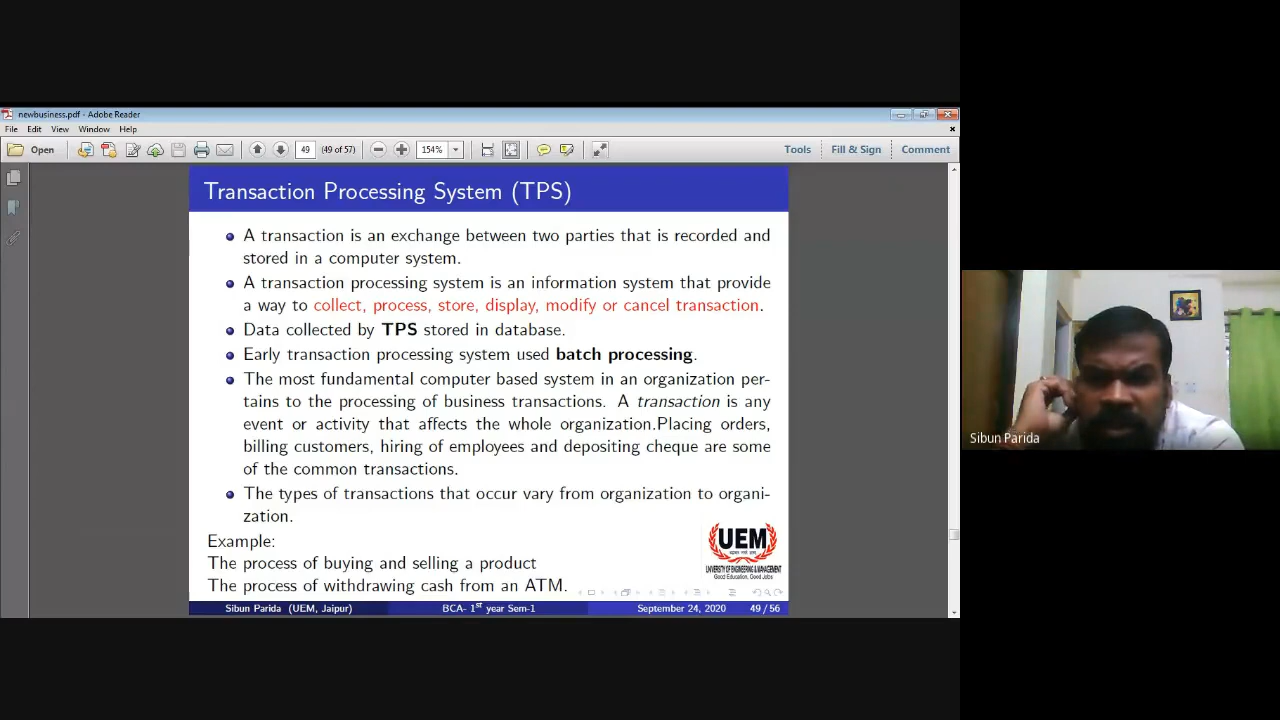 newbusiness.pdf - Adobe Reader
File Edit View Window Help
Open 49 (49 of 57) 154% Tools Fill & Sign Comment
Transaction Processing System (TPS)
A transaction is an exchange between two parties that is recorded and
stored in a computer system.
A transaction processing system is an information system that provide
a way to collect, process, store, display, modify or cancel transaction.
Data collected by TPS stored in database.
Early transaction processing system used batch processing.
The most fundamental computer based system in an organization per-
tains to the processing of business transactions. A transaction is any
event or activity that affects the whole organization.Placing orders,
billing customers, hiring of employees and depositing cheque are some
of the common transactions.
The types of transactions that occur vary from organization to organi-
zation.
Example:
The process of buying and selling a product
The process of withdrawing cash from an ATM.
UEM
UNIVERSITY OF ENGINEERING & MANAGEMENT
Good Education, Good Jobs
Sibun Parida (UEM, Jaipur) BCA- 1st year Sem-1 September 24, 2020 49 / 56
Sibun Parida